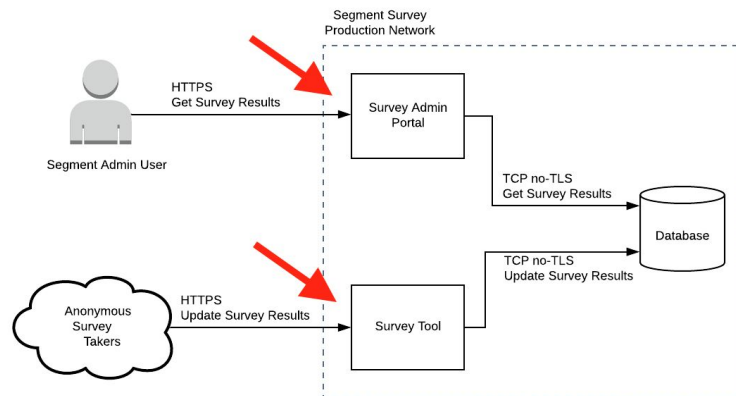 Segment Survey
Production Network
HTTPS
Get Survey Results
Survey Admin
Portal
Segment Admin User
TCP no-TLS
Get Survey Results
Database
TCP no-TLS
Update Survey Results
Anonymous
Survey
Takers
HTTPS
Update Survey Results
Survey Tool